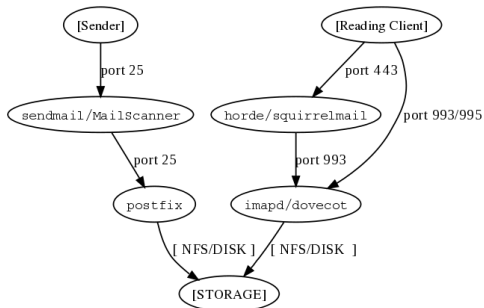 [Sender]
[Reading Client]
port 25
port 443
sendmail/MailScanner
horde/squirrelmail
port 993/995
port 25
port 993
postfix
imapd/dovecot
[ NFS/DISK ]
[ NFS/DISK ]
[STORAGE]